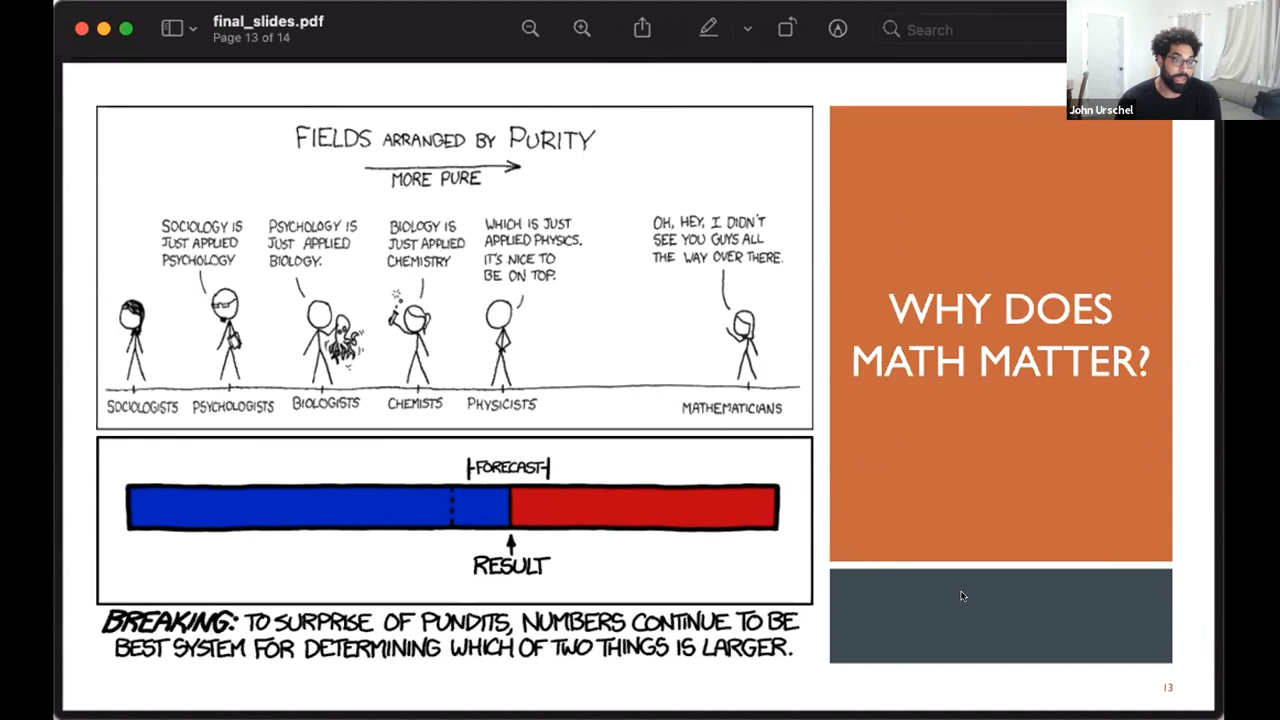 final_slides.pdf
Page 13 of 14
Search
John Urschel
FIELDS ARRANGED BY PURITY
MORE PURE
SOCIOLOGY IS
JUST APPLIED
PSYCHOLOGY
PSYCHOLOGY IS
JUST APPLIED
BIOLOGY.
BIOLOGY IS
JUST APPLIED
CHEMISTRY
WHICH IS JUST
APPLIED PHYSICS.
IT'S NICE TO
BE ON TOP.
OH, HEY, I DIDN'T
SEE YOU GUYS ALL
THE WAY OVER THERE.
SOCIOLOGISTS
PSYCHOLOGISTS
BIOLOGISTS
CHEMISTS
PHYSICISTS
MATHEMATICIANS
FORECAST
RESULT
BREAKING: TO SURPRISE OF PUNDITS, NUMBERS CONTINUE TO BE
BEST SYSTEM FOR DETERMINING WHICH OF TWO THINGS IS LARGER.
WHY DOES
MATH MATTER?
13